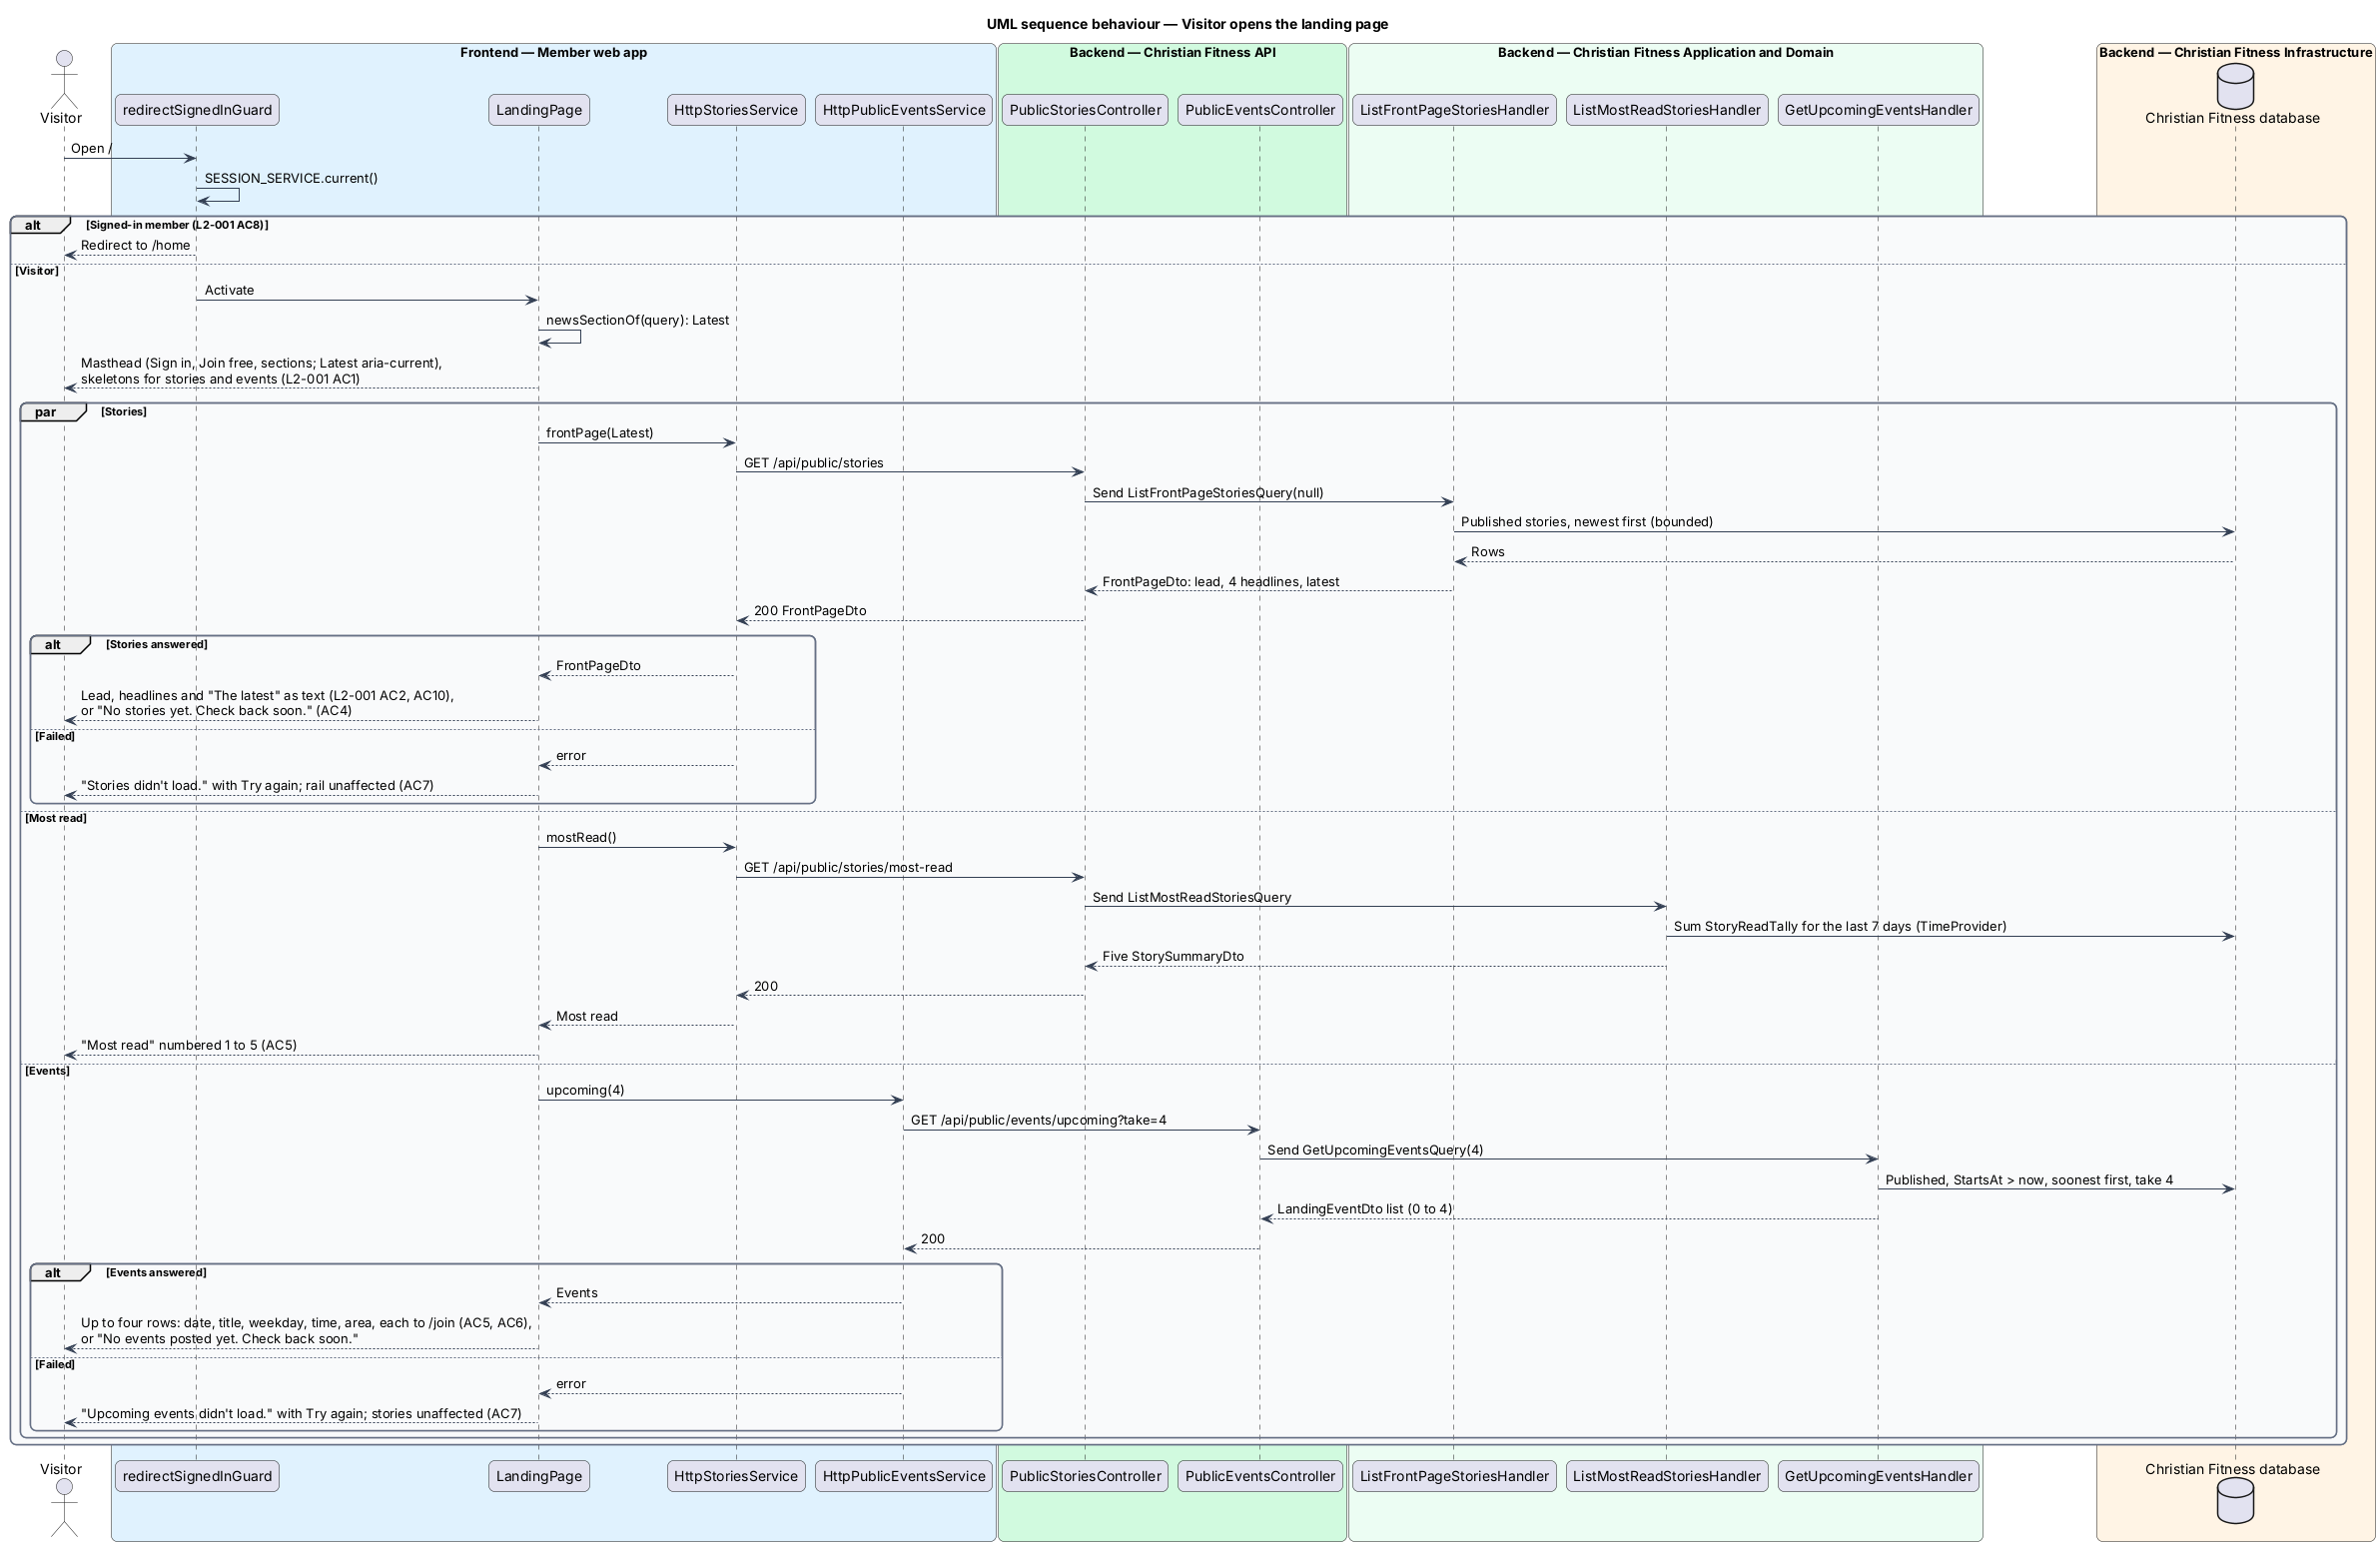 UML sequence behaviour — Visitor opens the landing page
Frontend — Member web app
Backend — Christian Fitness API
Backend — Christian Fitness Application and Domain
Backend — Christian Fitness Infrastructure
Visitor
redirectSignedInGuard
LandingPage
HttpStoriesService
HttpPublicEventsService
PublicStoriesController
PublicEventsController
ListFrontPageStoriesHandler
ListMostReadStoriesHandler
GetUpcomingEventsHandler
Christian Fitness database
Open /
SESSION_SERVICE.current()
alt [Signed-in member (L2-001 AC8)]
Redirect to /home
[Visitor]
Activate
newsSectionOf(query): Latest
Masthead (Sign in, Join free, sections; Latest aria-current),
skeletons for stories and events (L2-001 AC1)
par [Stories]
frontPage(Latest)
GET /api/public/stories
Send ListFrontPageStoriesQuery(null)
Published stories, newest first (bounded)
Rows
FrontPageDto: lead, 4 headlines, latest
200 FrontPageDto
alt [Stories answered]
FrontPageDto
Lead, headlines and "The latest" as text (L2-001 AC2, AC10),
or "No stories yet. Check back soon." (AC4)
[Failed]
error
"Stories didn't load." with Try again; rail unaffected (AC7)
[Most read]
mostRead()
GET /api/public/stories/most-read
Send ListMostReadStoriesQuery
Sum StoryReadTally for the last 7 days (TimeProvider)
Five StorySummaryDto
200
Most read
"Most read" numbered 1 to 5 (AC5)
[Events]
upcoming(4)
GET /api/public/events/upcoming?take=4
Send GetUpcomingEventsQuery(4)
Published, StartsAt > now, soonest first, take 4
LandingEventDto list (0 to 4)
200
alt [Events answered]
Events
Up to four rows: date, title, weekday, time, area, each to /join (AC5, AC6),
or "No events posted yet. Check back soon."
[Failed]
error
"Upcoming events didn't load." with Try again; stories unaffected (AC7)
Visitor
redirectSignedInGuard
LandingPage
HttpStoriesService
HttpPublicEventsService
PublicStoriesController
PublicEventsController
ListFrontPageStoriesHandler
ListMostReadStoriesHandler
GetUpcomingEventsHandler
Christian Fitness database